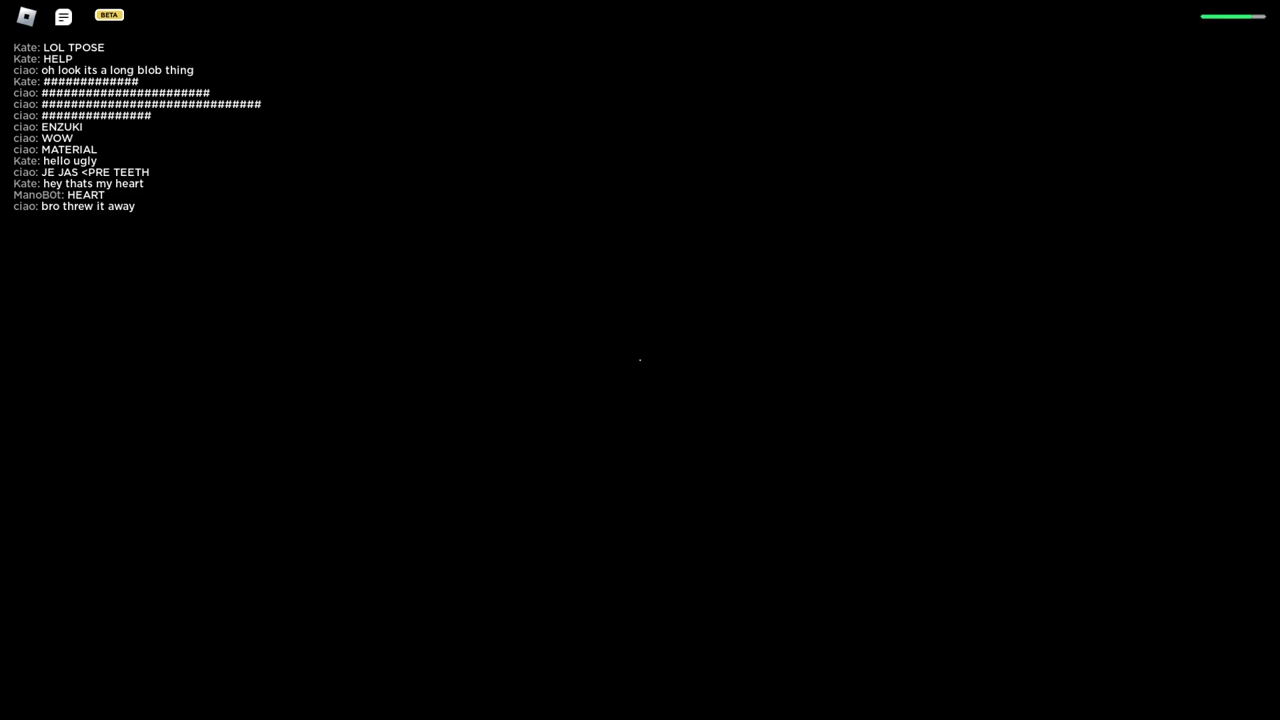 BETA
Kate: LOL TPOSE
Kate: HELP
ciao: oh look its a long blob thing
Kate: #############
ciao: #######################
ciao: ##############################
ciao: ###############
ciao: ENZUKI
ciao: WOW
ciao: MATERIAL
Kate: hello ugly
ciao: JE JAS <PRE TEETH
Kate: hey thats my heart
ManoB0t: HEART
ciao: bro threw it away